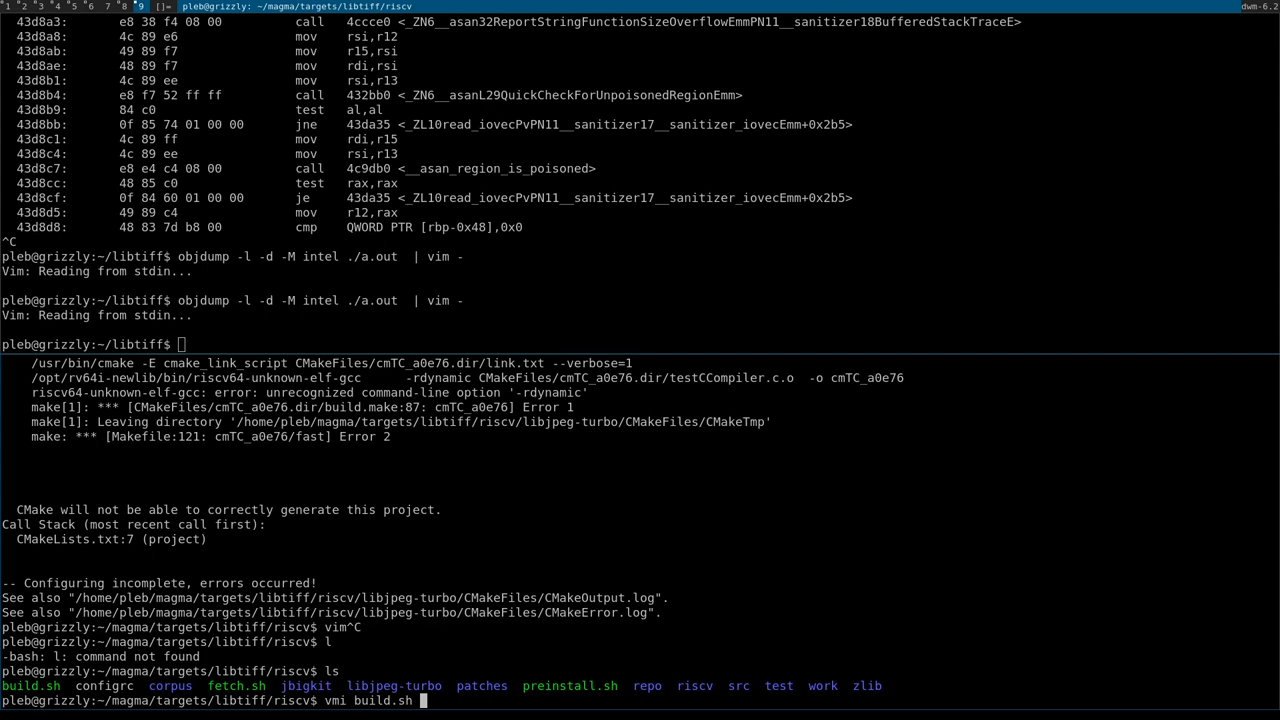 1 2 3 4 5 6 7 8 9 []= pleb@grizzly: ~/magma/targets/libtiff/riscv dwm-6.2
43d8a3: e8 38 f4 08 00 call 4ccce0 <_ZN6__asan32ReportStringFunctionSizeOverflowEmmPN11__sanitizer18BufferedStackTraceE>
43d8a8: 4c 89 e6 mov rsi,r12
43d8ab: 49 89 f7 mov r15,rsi
43d8ae: 48 89 f7 mov rdi,rsi
43d8b1: 4c 89 ee mov rsi,r13
43d8b4: e8 f7 52 ff ff call 432bb0 <_ZN6__asanL29QuickCheckForUnpoisonedRegionEmm>
43d8b9: 84 c0 test al,al
43d8bb: 0f 85 74 01 00 00 jne 43da35 <_ZL10read_iovecPvPN11__sanitizer17__sanitizer_iovecEmm+0x2b5>
43d8c1: 4c 89 ff mov rdi,r15
43d8c4: 4c 89 ee mov rsi,r13
43d8c7: e8 e4 c4 08 00 call 4c9db0 <__asan_region_is_poisoned>
43d8cc: 48 85 c0 test rax,rax
43d8cf: 0f 84 60 01 00 00 je 43da35 <_ZL10read_iovecPvPN11__sanitizer17__sanitizer_iovecEmm+0x2b5>
43d8d5: 49 89 c4 mov r12,rax
43d8d8: 48 83 7d b8 00 cmp QWORD PTR [rbp-0x48],0x0
^C
pleb@grizzly:~/libtiff$ objdump -l -d -M intel ./a.out | vim -
Vim: Reading from stdin...
pleb@grizzly:~/libtiff$ objdump -l -d -M intel ./a.out | vim -
Vim: Reading from stdin...
pleb@grizzly:~/libtiff$
/usr/bin/cmake -E cmake_link_script CMakeFiles/cmTC_a0e76.dir/link.txt --verbose=1
/opt/rv64i-newlib/bin/riscv64-unknown-elf-gcc -rdynamic CMakeFiles/cmTC_a0e76.dir/testCCompiler.c.o -o cmTC_a0e76
riscv64-unknown-elf-gcc: error: unrecognized command-line option '-rdynamic'
make[1]: *** [CMakeFiles/cmTC_a0e76.dir/build.make:87: cmTC_a0e76] Error 1
make[1]: Leaving directory '/home/pleb/magma/targets/libtiff/riscv/libjpeg-turbo/CMakeFiles/CMakeTmp'
make: *** [Makefile:121: cmTC_a0e76/fast] Error 2
CMake will not be able to correctly generate this project.
Call Stack (most recent call first):
CMakeLists.txt:7 (project)
-- Configuring incomplete, errors occurred!
See also "/home/pleb/magma/targets/libtiff/riscv/libjpeg-turbo/CMakeFiles/CMakeOutput.log".
See also "/home/pleb/magma/targets/libtiff/riscv/libjpeg-turbo/CMakeFiles/CMakeError.log".
pleb@grizzly:~/magma/targets/libtiff/riscv$ vim^C
pleb@grizzly:~/magma/targets/libtiff/riscv$ l
-bash: l: command not found
pleb@grizzly:~/magma/targets/libtiff/riscv$ ls
build.sh configrc corpus fetch.sh jbigkit libjpeg-turbo patches preinstall.sh repo riscv src test work zlib
pleb@grizzly:~/magma/targets/libtiff/riscv$ vmi build.sh